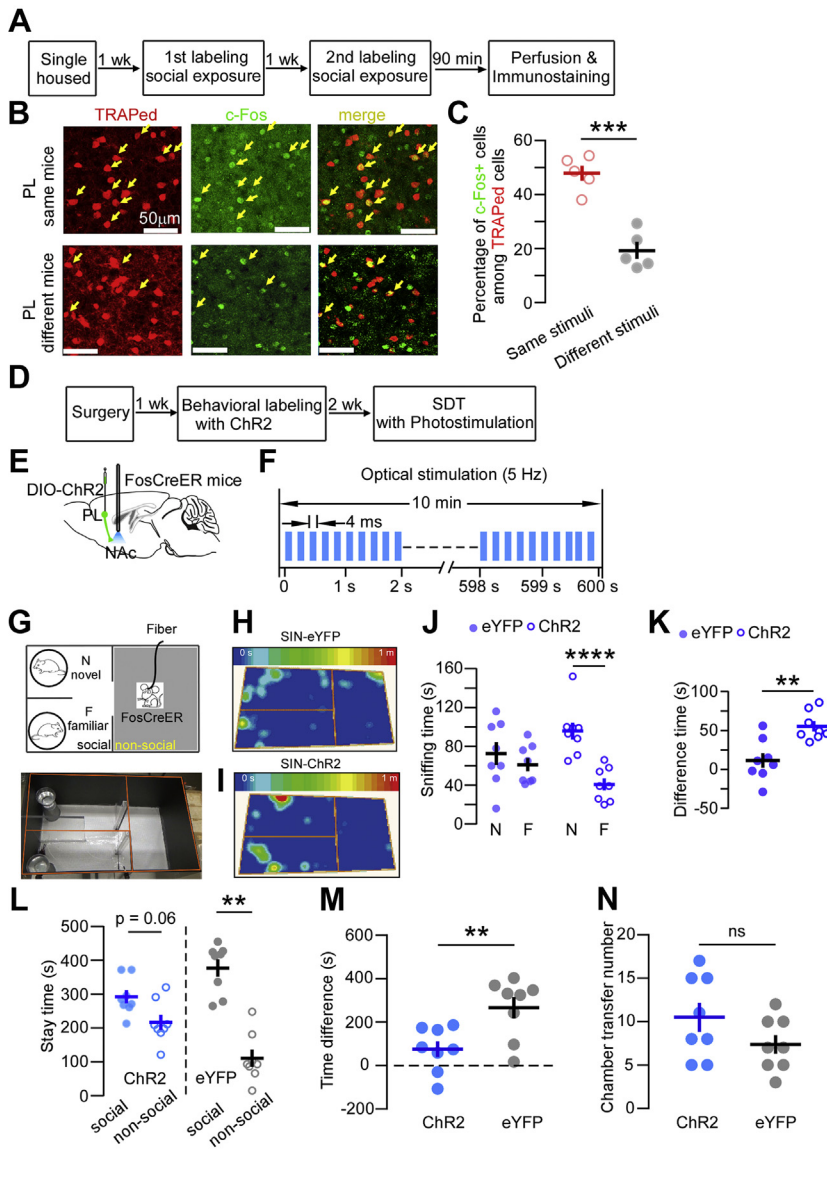 A
Single
housed
1 wk
1st labeling
social exposure
1 wk
2nd labeling
social exposure
90 min
Perfusion &
Immunostaining
B
TRAPed
c-Fos
merge
PL
same mice
50µm
PL
different mice
C
***
Percentage of c-Fos+ cells
among TRAPed cells
60
40
20
0
Same stimuli
Different stimuli
D
Surgery
1 wk
Behavioral labeling
with ChR2
2 wk
SDT
with Photostimulation
E
DIO-ChR2
FosCreER mice
PL
NAc
F
Optical stimulation (5 Hz)
10 min
4 ms
0
1 s
2 s
598 s
599 s
600 s
G
Fiber
N
novel
F
familiar
social
non-social
FosCreER
H
SIN-eYFP
0 s
1 m
I
SIN-ChR2
0 s
1 m
J
eYFP
ChR2
****
Sniffing time (s)
160
120
80
40
0
N
F
N
F
K
eYFP
ChR2
**
Difference time (s)
100
50
0
-50
L
p = 0.06
**
Stay time (s)
500
400
300
200
100
0
ChR2
eYFP
social
non-social
social
non-social
M
**
Time difference (s)
600
400
200
0
-200
ChR2
eYFP
N
ns
Chamber transfer number
20
15
10
5
0
ChR2
eYFP